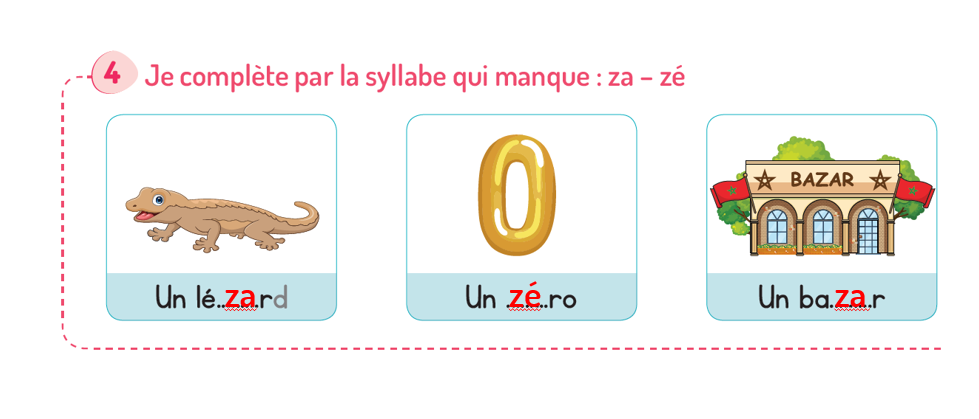 4 Je complète par la syllabe qui manque : za – zé
BAZAR
Un lé..za.rd
Un .zé..ro
Un ba.za.r